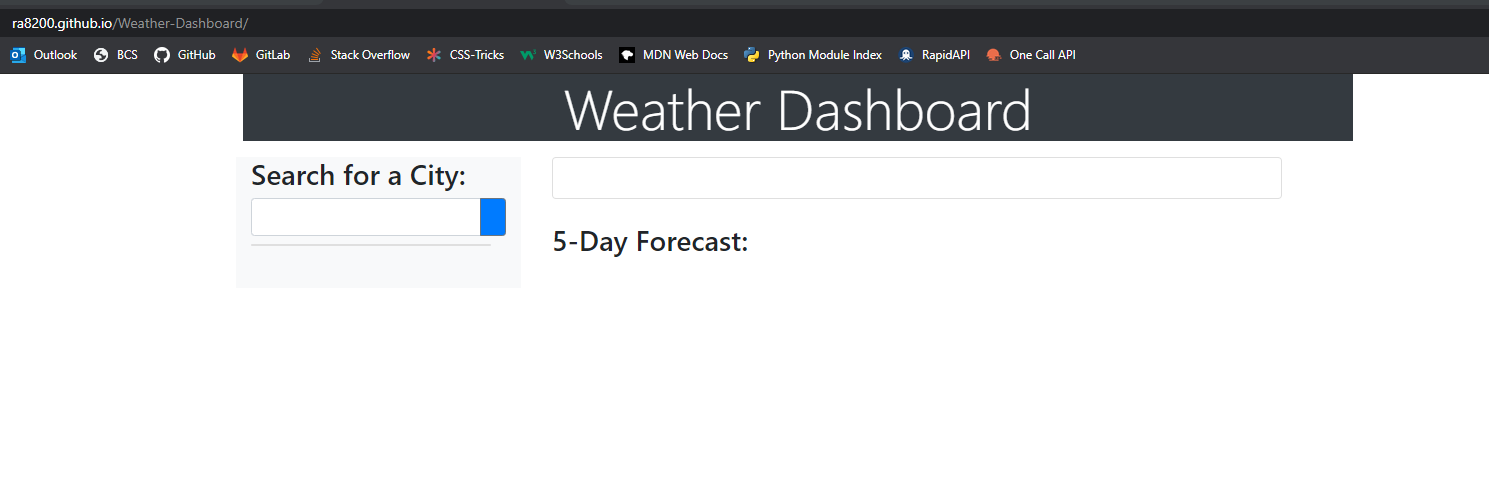 ra8200.github.io/Weather-Dashboard/
Outlook BCS GitHub GitLab Stack Overflow CSS-Tricks W3Schools MDN Web Docs Python Module Index RapidAPI One Call API
Weather Dashboard
Search for a City:
5-Day Forecast: